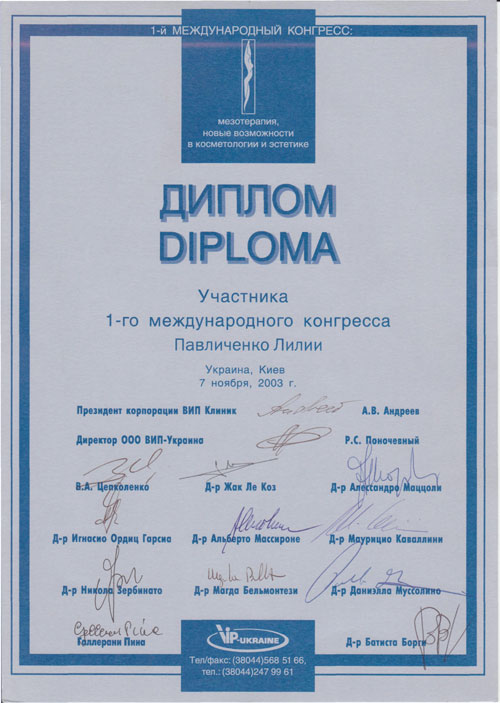 1-й МЕЖДУНАРОДНЫЙ КОНГРЕСС:
мезотерапия,
новые возможности
в косметологии и эстетике
ДИПЛОМ
DIPLOMA
Участника
1-го международного конгресса
Павличенко Лилии
Украина, Киев
7 ноября, 2003 г.
Президент корпорации ВИП Клиник А.В. Андреев
Директор ООО ВИП-Украина Р.С. Поночевный
В.А. Цепколенко Д-р Жак Ле Коз Д-р Алессандро Маццоли
Д-р Игнасио Ордиц Гарсиа Д-р Альберто Массироне Д-р Маурицио Каваллини
Д-р Никола Зербинато Д-р Магда Бельмонтези Д-р Даниэлла Муссолино
Галлерани Пина Д-р Батиста Борги
VIP-UKRAINE
Тел/факс: (38044)568 51 66,
тел.: (38044)247 99 61